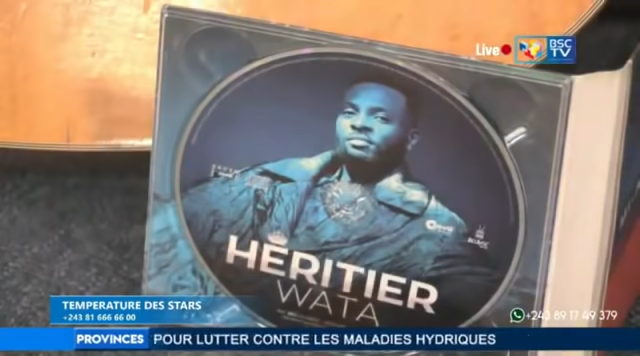 Live
BSC
TV
HÉRITIER
WATA
TEMPERATURE DES STARS
+243 81 666 66 00
+243 89 17 49 379
PROVINCES POUR LUTTER CONTRE LES MALADIES HYDRIQUES